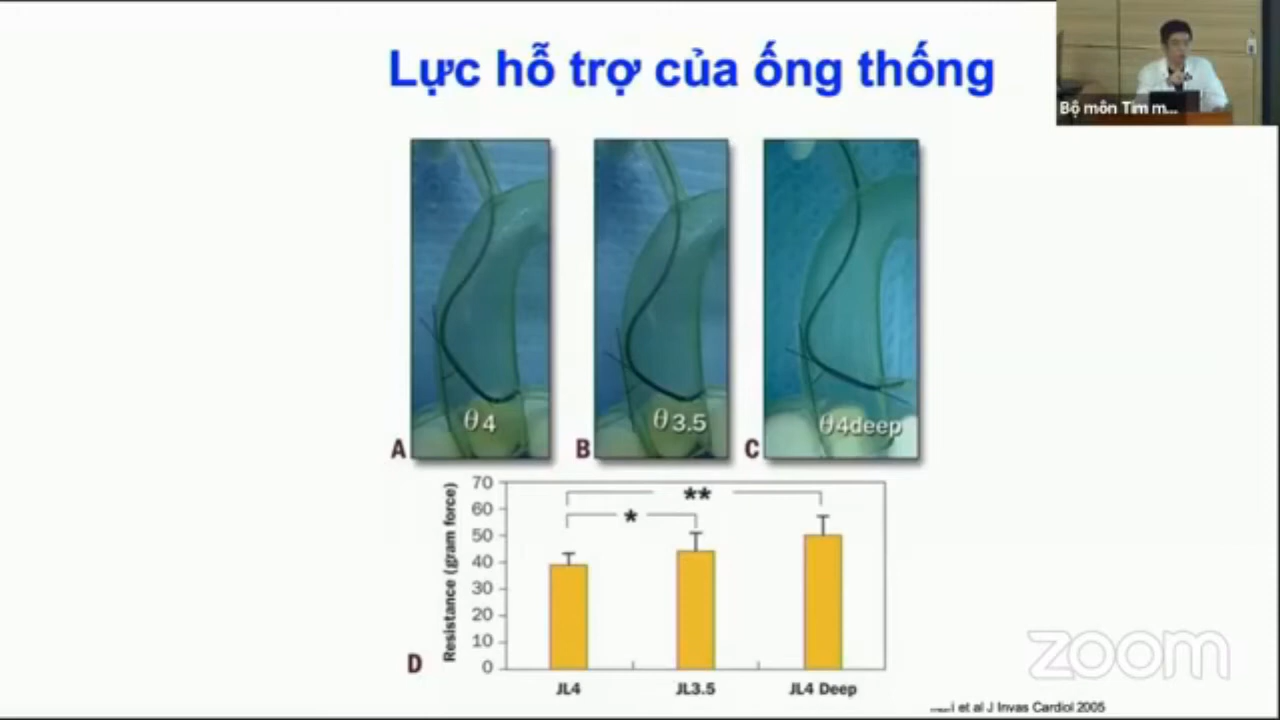 Lực hỗ trợ của ống thống
Bộ môn Tim m...
A
θ4
B
θ3.5
C
θ4deep
D
Resistance (gram force)
70
60
50
40
30
20
10
0
*
**
JL4
JL3.5
JL4 Deep
zoom
et al J Invas Cardiol 2005